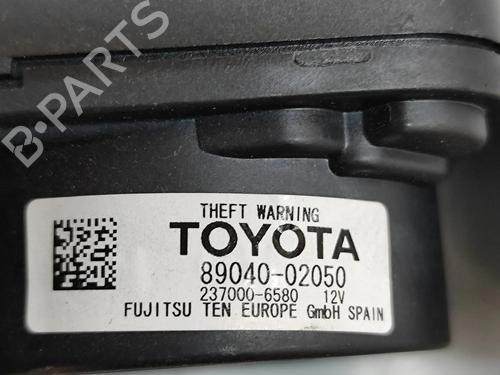 B-PARTS
THEFT WARNING
TOYOTA
89040-02050
237000-6580 12V
FUJITSU TEN EUROPE GmbH SPAIN